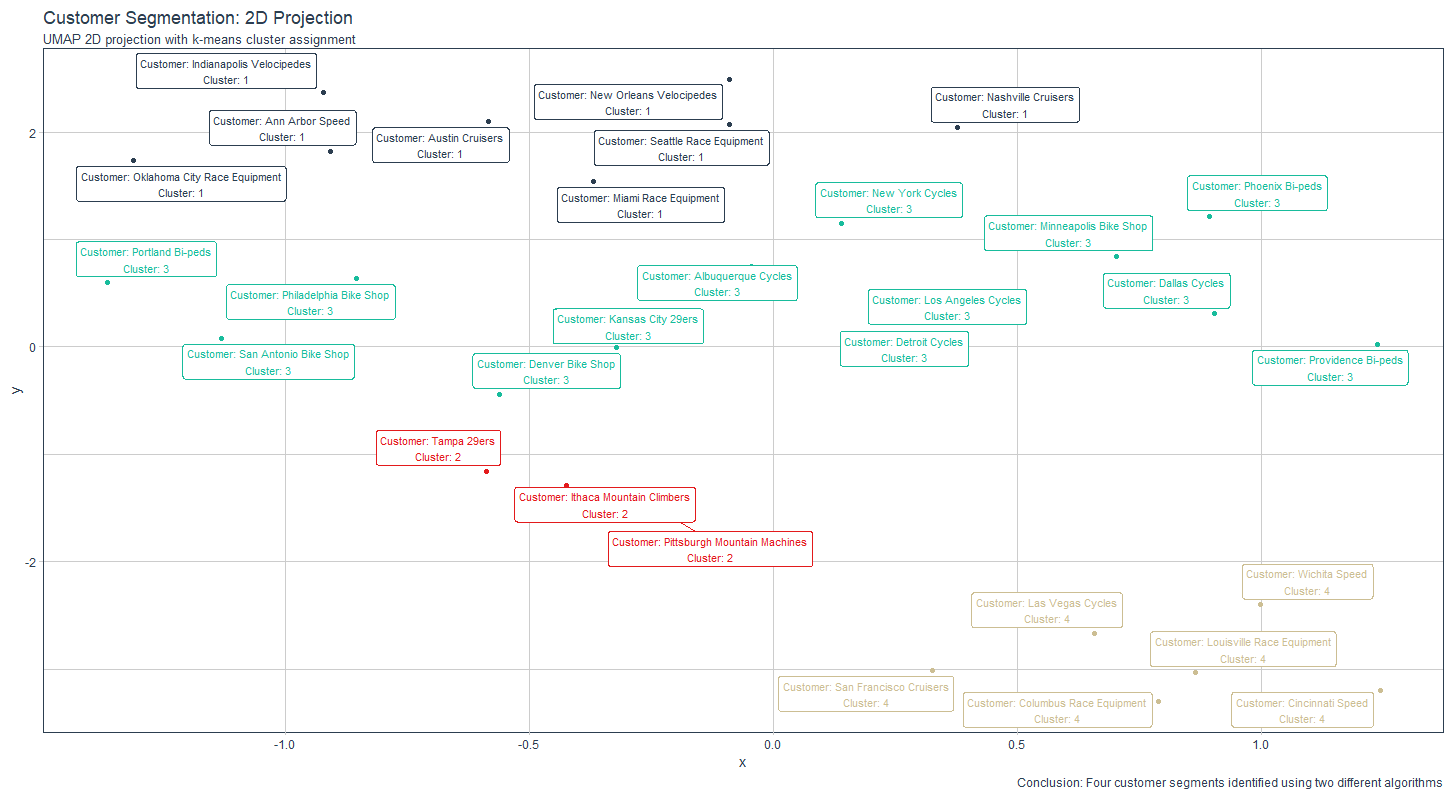 Customer Segmentation: 2D Projection
UMAP 2D projection with k-means cluster assignment
Customer: Indianapolis Velocipedes
Cluster: 1
Customer: New Orleans Velocipedes
Cluster: 1
Customer: Nashville Cruisers
Cluster: 1
Customer: Ann Arbor Speed
Cluster: 1
Customer: Austin Cruisers
Cluster: 1
Customer: Seattle Race Equipment
Cluster: 1
Customer: Oklahoma City Race Equipment
Cluster: 1
Customer: Miami Race Equipment
Cluster: 1
Customer: New York Cycles
Cluster: 3
Customer: Phoenix Bi-peds
Cluster: 3
Customer: Minneapolis Bike Shop
Cluster: 3
Customer: Portland Bi-peds
Cluster: 3
Customer: Albuquerque Cycles
Cluster: 3
Customer: Dallas Cycles
Cluster: 3
Customer: Philadelphia Bike Shop
Cluster: 3
Customer: Los Angeles Cycles
Cluster: 3
Customer: Kansas City 29ers
Cluster: 3
Customer: Detroit Cycles
Cluster: 3
Customer: San Antonio Bike Shop
Cluster: 3
Customer: Denver Bike Shop
Cluster: 3
Customer: Providence Bi-peds
Cluster: 3
Customer: Tampa 29ers
Cluster: 2
Customer: Ithaca Mountain Climbers
Cluster: 2
Customer: Pittsburgh Mountain Machines
Cluster: 2
Customer: Wichita Speed
Cluster: 4
Customer: Las Vegas Cycles
Cluster: 4
Customer: Louisville Race Equipment
Cluster: 4
Customer: San Francisco Cruisers
Cluster: 4
Customer: Columbus Race Equipment
Cluster: 4
Customer: Cincinnati Speed
Cluster: 4
2
0
-2
y
-1.0
-0.5
0.0
0.5
1.0
x
Conclusion: Four customer segments identified using two different algorithms